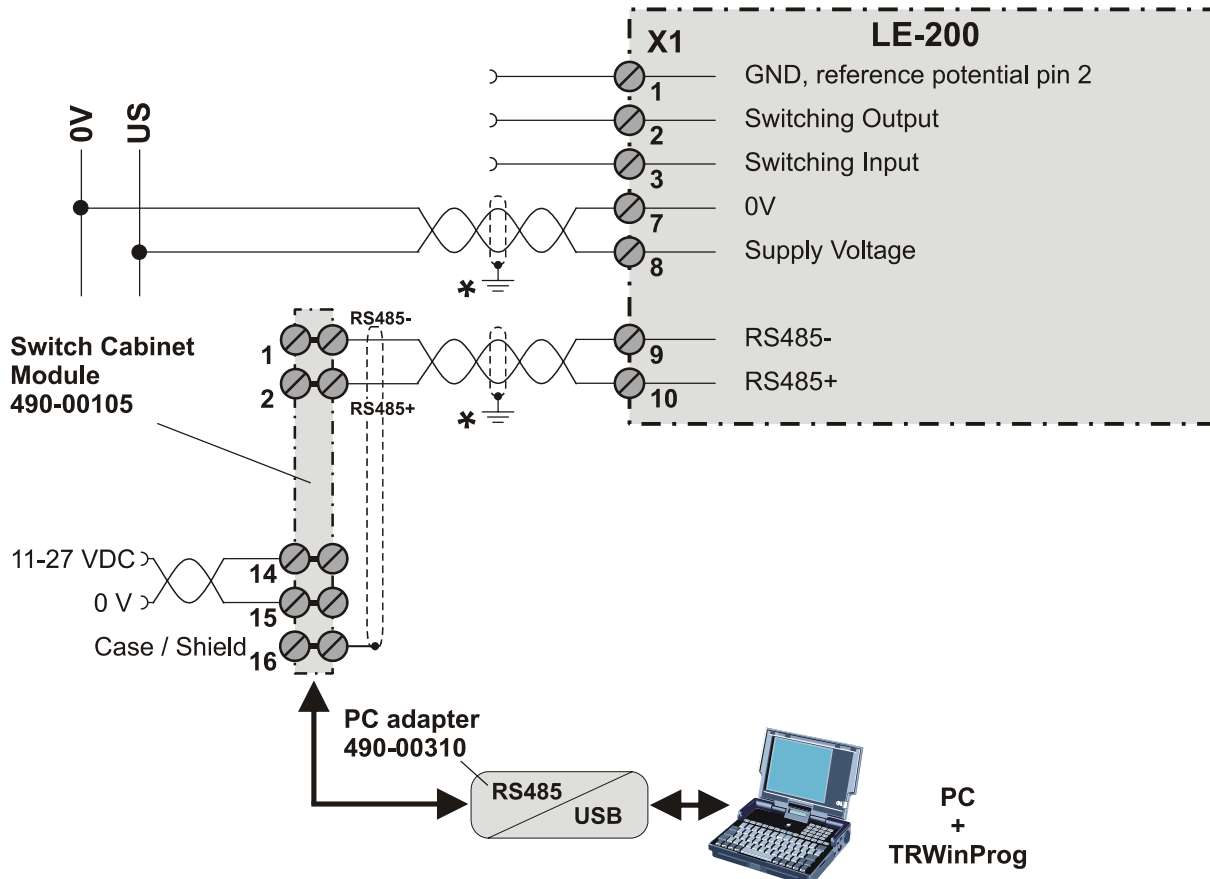 LE-200
X1
1
GND, reference potential pin 2
2
Switching Output
3
Switching Input
7
0V
8
Supply Voltage
9
RS485-
10
RS485+
0V
US
*
*
Switch Cabinet
Module
490-00105
1
RS485-
2
RS485+
11-27 VDC
14
0 V
15
Case / Shield
16
PC adapter
490-00310
RS485
USB
PC
+
TRWinProg